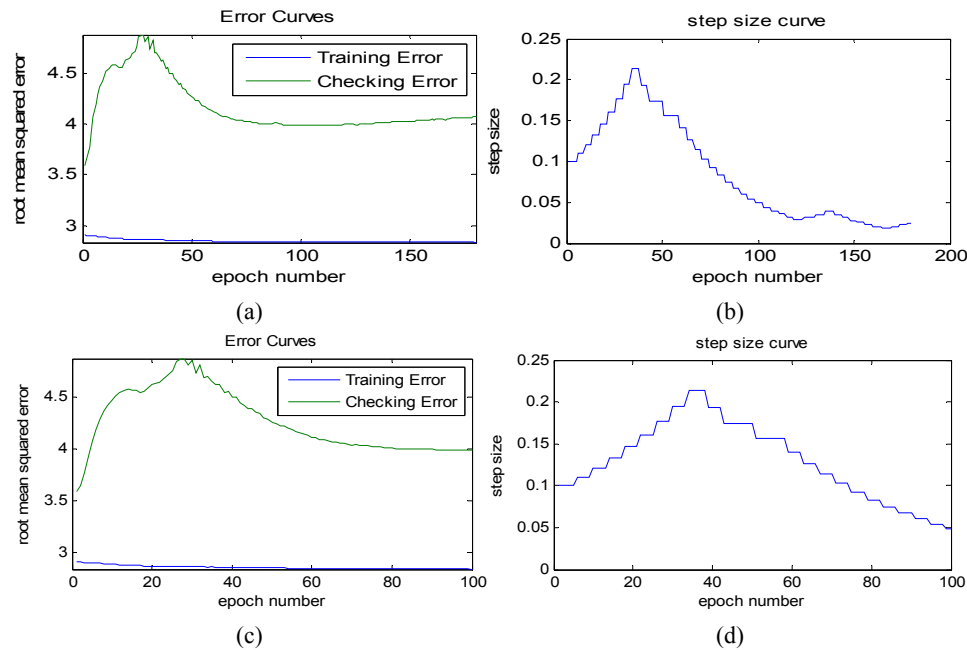 Error Curves
root mean squared error
4.5
4
3.5
3
0
50
100
150
epoch number
Training Error
Checking Error
(a)
step size curve
step size
0.25
0.2
0.15
0.1
0.05
0
0
50
100
150
200
epoch number
(b)
Error Curves
root mean squared error
4.5
4
3.5
3
0
20
40
60
80
100
epoch number
Training Error
Checking Error
(c)
step size curve
step size
0.25
0.2
0.15
0.1
0.05
0
0
20
40
60
80
100
epoch number
(d)